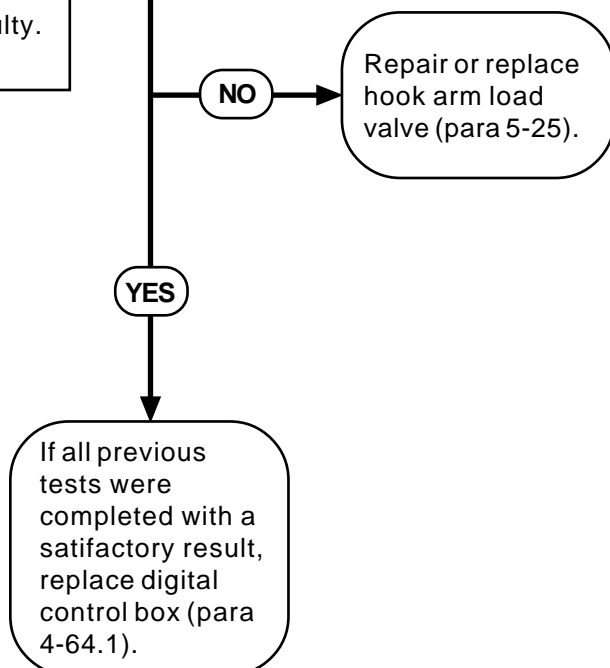 NO
Repair or replace
hook arm load
valve (para 5-25).
YES
If all previous
tests were
completed with a
satifactory result,
replace digital
control box (para
4-64.1).